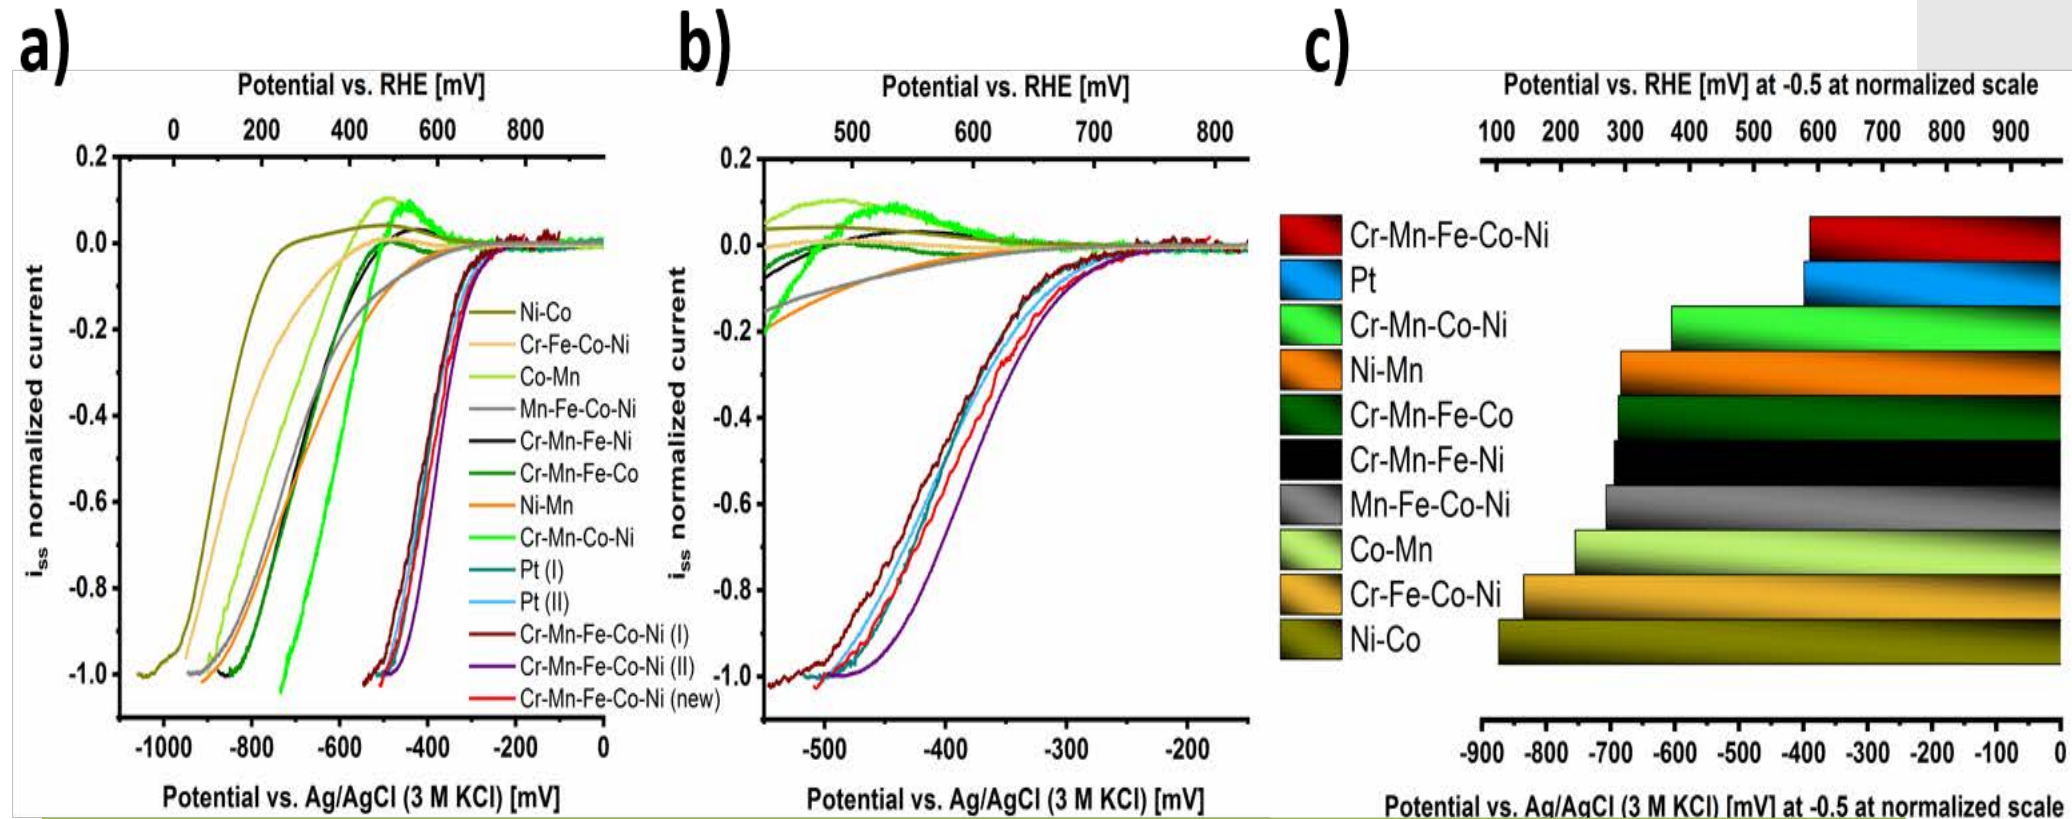 a)
Potential vs. RHE [mV]
0 200 400 600 800
0.2
0.0
-0.2
-0.4
-0.6
-0.8
-1.0
iss normalized current
Ni-Co
Cr-Fe-Co-Ni
Co-Mn
Mn-Fe-Co-Ni
Cr-Mn-Fe-Ni
Cr-Mn-Fe-Co
Ni-Mn
Cr-Mn-Co-Ni
Pt (I)
Pt (II)
Cr-Mn-Fe-Co-Ni (I)
Cr-Mn-Fe-Co-Ni (II)
Cr-Mn-Fe-Co-Ni (new)
-1000 -800 -600 -400 -200 0
Potential vs. Ag/AgCl (3 M KCl) [mV]
b)
Potential vs. RHE [mV]
500 600 700 800
0.2
0.0
-0.2
-0.4
-0.6
-0.8
-1.0
iss normalized current
-500 -400 -300 -200
Potential vs. Ag/AgCl (3 M KCl) [mV]
c)
Potential vs. RHE [mV] at -0.5 at normalized scale
100 200 300 400 500 600 700 800 900
Cr-Mn-Fe-Co-Ni
Pt
Cr-Mn-Co-Ni
Ni-Mn
Cr-Mn-Fe-Co
Cr-Mn-Fe-Ni
Mn-Fe-Co-Ni
Co-Mn
Cr-Fe-Co-Ni
Ni-Co
-900 -800 -700 -600 -500 -400 -300 -200 -100 0
Potential vs. Ag/AgCl (3 M KCl) [mV] at -0.5 at normalized scale